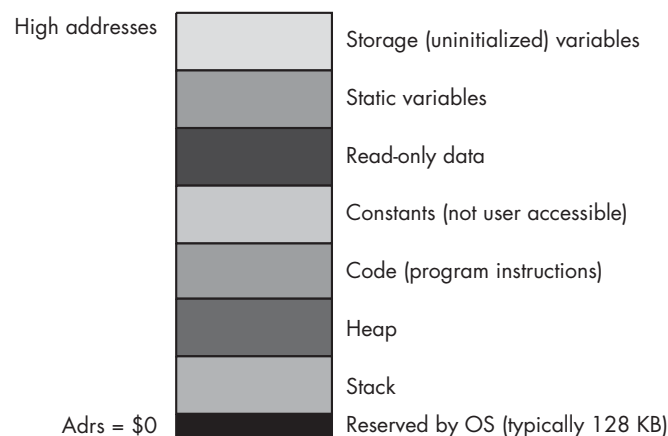 High addresses
Storage (uninitialized) variables
Static variables
Read-only data
Constants (not user accessible)
Code (program instructions)
Heap
Stack
Adrs = $0
Reserved by OS (typically 128 KB)